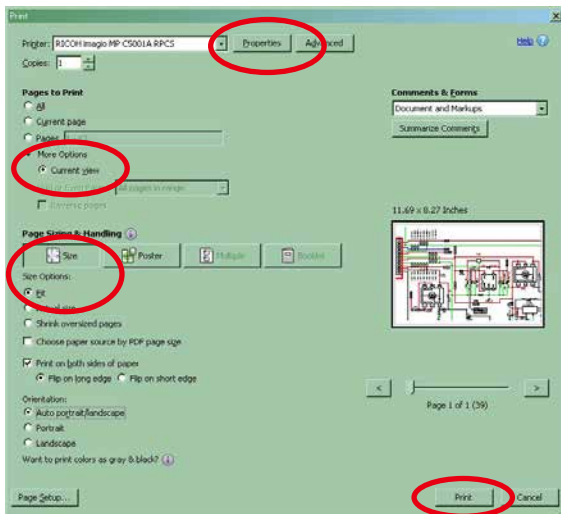 Print
Printer: RICOH imagio MP C5001A RPCS
Properties
Advanced
Help
Copies: 1
Pages to Print
All
Current page
Pages
More Options
Current view
All pages in range
Reverse pages
Comments & Forms
Document and Markups
Summarize Comments
Page Sizing & Handling
Size
Poster
Multiple
Booklet
Size Options:
Fit
Actual size
Shrink oversized pages
Choose paper source by PDF page size
Print on both sides of paper
Flip on long edge
Flip on short edge
Orientation:
Auto portrait/landscape
Portrait
Landscape
Want to print colors as gray & black?
11.69 x 8.27 Inches
<
>
Page 1 of 1 (39)
Page Setup...
Print
Cancel